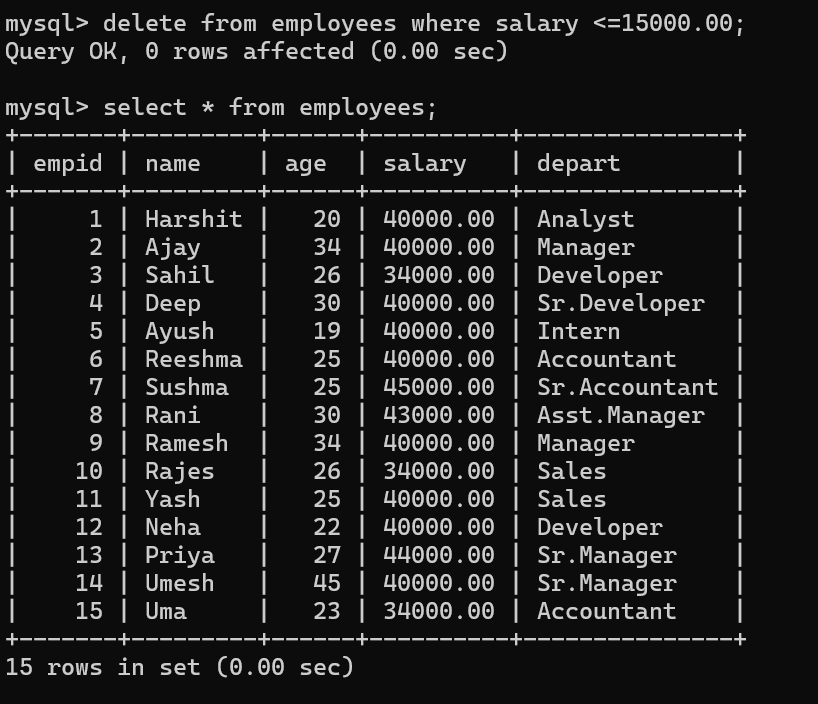 mysql> delete from employees where salary <=15000.00;
Query OK, 0 rows affected (0.00 sec)
mysql> select * from employees;
+-------+---------+------+----------+---------------+
| empid | name    | age  | salary   | depart        |
+-------+---------+------+----------+---------------+
|     1 | Harshit |   20 | 40000.00 | Analyst       |
|     2 | Ajay    |   34 | 40000.00 | Manager       |
|     3 | Sahil   |   26 | 34000.00 | Developer     |
|     4 | Deep    |   30 | 40000.00 | Sr.Developer  |
|     5 | Ayush   |   19 | 40000.00 | Intern        |
|     6 | Reeshma |   25 | 40000.00 | Accountant    |
|     7 | Sushma  |   25 | 45000.00 | Sr.Accountant |
|     8 | Rani    |   30 | 43000.00 | Asst.Manager  |
|     9 | Ramesh  |   34 | 40000.00 | Manager       |
|    10 | Rajes   |   26 | 34000.00 | Sales         |
|    11 | Yash    |   25 | 40000.00 | Sales         |
|    12 | Neha    |   22 | 40000.00 | Developer     |
|    13 | Priya   |   27 | 44000.00 | Sr.Manager    |
|    14 | Umesh   |   45 | 40000.00 | Sr.Manager    |
|    15 | Uma     |   23 | 34000.00 | Accountant    |
+-------+---------+------+----------+---------------+
15 rows in set (0.00 sec)